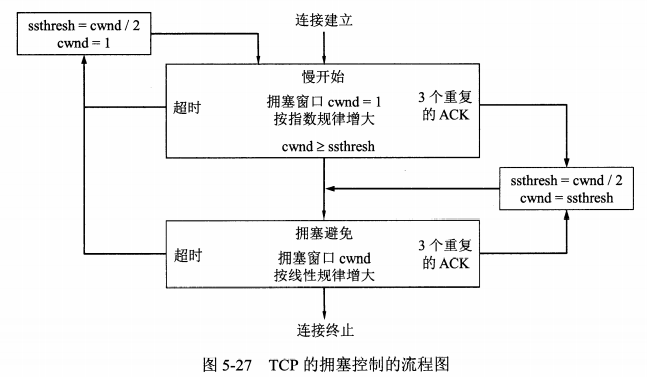 ssthresh = cwnd / 2
cwnd = 1
连接建立
慢开始
超时
拥塞窗口 cwnd = 1
按指数规律增大
3 个重复
的 ACK
cwnd ≥ ssthresh
ssthresh = cwnd / 2
cwnd = ssthresh
拥塞避免
超时
拥塞窗口 cwnd
按线性规律增大
3 个重复
的 ACK
连接终止
图 5-27 TCP 的拥塞控制的流程图